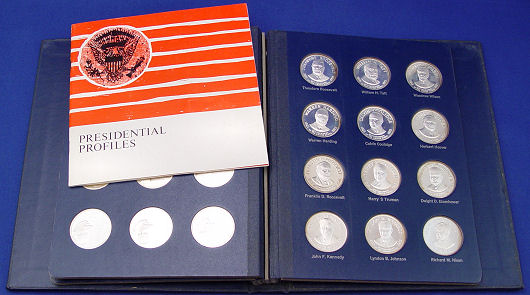 PRESIDENTIAL
PROFILES
Theodore Roosevelt
William H. Taft
Woodrow Wilson
Warren Harding
Calvin Coolidge
Herbert Hoover
Franklin D. Roosevelt
Harry S Truman
Dwight D. Eisenhower
John F. Kennedy
Lyndon B. Johnson
Richard M. Nixon